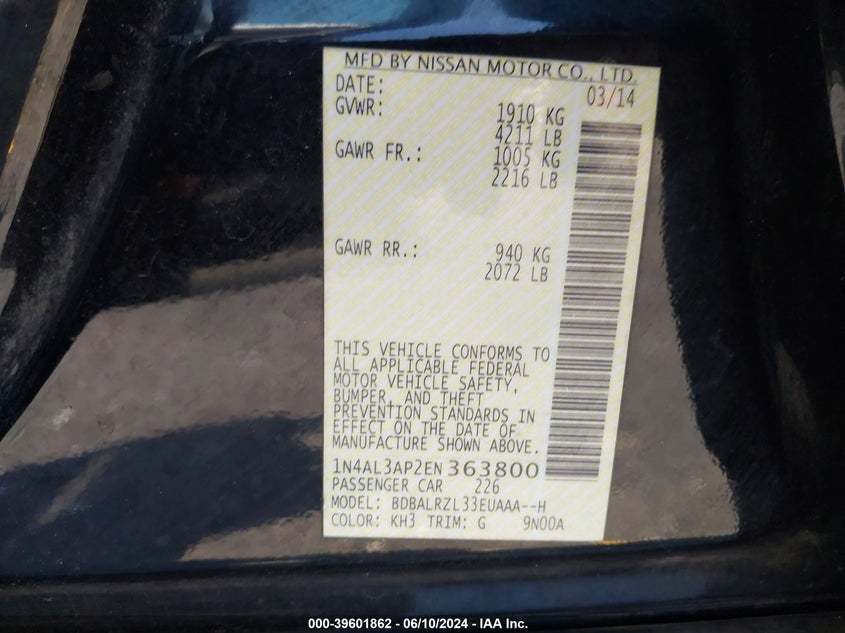 MFD BY NISSAN MOTOR CO., LTD.
DATE: 03/14
GVWR: 1910 KG
4211 LB
GAWR FR.: 1005 KG
2216 LB
GAWR RR.: 940 KG
2072 LB
THIS VEHICLE CONFORMS TO
ALL APPLICABLE FEDERAL
MOTOR VEHICLE SAFETY,
BUMPER, AND THEFT
PREVENTION STANDARDS IN
EFFECT ON THE DATE OF
MANUFACTURE SHOWN ABOVE.
1N4AL3AP2EN 363800
PASSENGER CAR 226
MODEL: BDBALRZL33EUAAA--H
COLOR: KH3 TRIM: G 9N00A
000-39601862 - 06/10/2024 - IAA Inc.